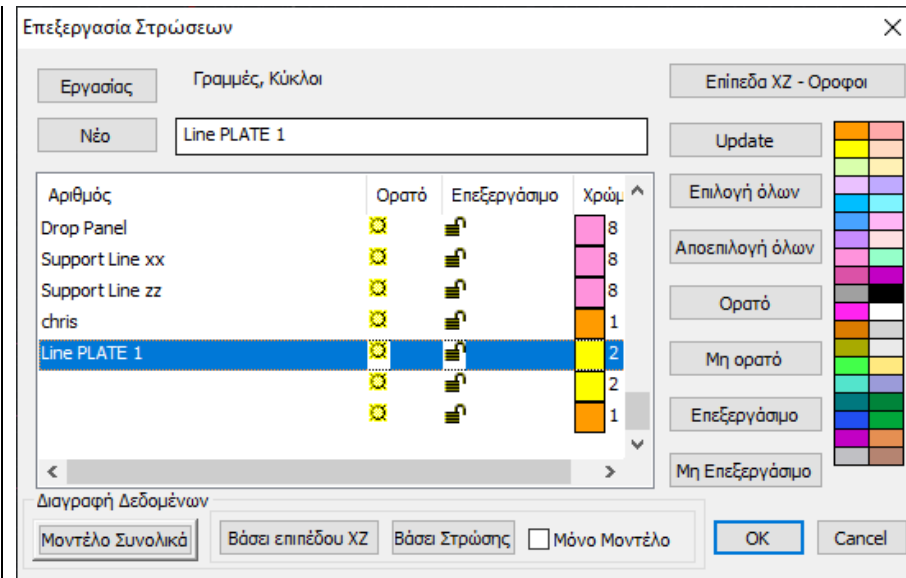 Επεξεργασία Στρώσεων
Εργασίας Γραμμές, Κύκλοι Επίπεδα XZ - Οροφοι
Νέο Line PLATE 1 Update
Αριθμός Ορατό Επεξεργάσιμο Χρώμ
Drop Panel 8
Support Line xx 8
Support Line zz 8
chris 1
Line PLATE 1 2
2
1
Επιλογή όλων
Αποεπιλογή όλων
Ορατό
Μη ορατό
Επεξεργάσιμο
Μη Επεξεργάσιμο
Διαγραφή Δεδομένων
Μοντέλο Συνολικά Βάσει επιπέδου XZ Βάσει Στρώσης Μόνο Μοντέλο OK Cancel